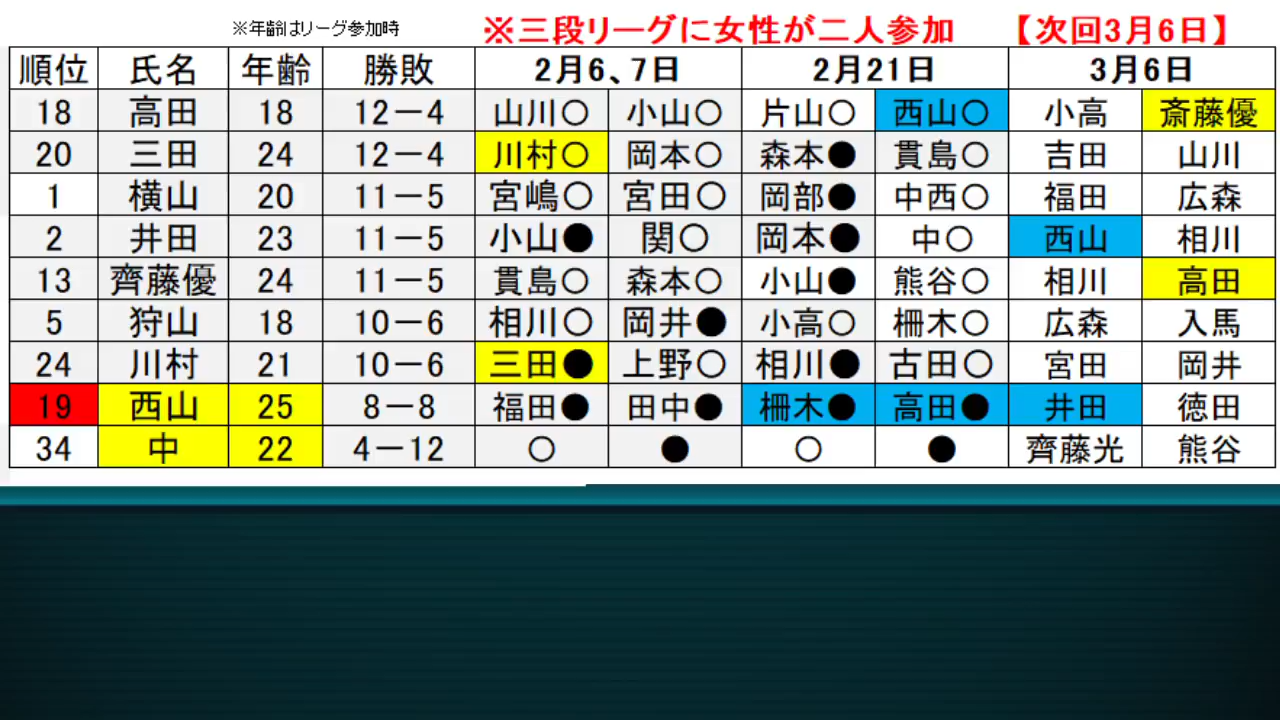 ※年齢はリーグ参加時 ※三段リーグに女性が二人参加 【次回3月6日】
順位 氏名 年齢 勝敗 2月6、7日 2月21日 3月6日
18 高田 18 12－4 山川○ 小山○ 片山○ 西山○ 小高 斎藤優
20 三田 24 12－4 川村○ 岡本○ 森本● 貫島○ 吉田 山川
1 横山 20 11－5 宮嶋○ 宮田○ 岡部● 中西○ 福田 広森
2 井田 23 11－5 小山● 関○ 岡本● 中○ 西山 相川
13 齊藤優 24 11－5 貫島○ 森本○ 小山● 熊谷○ 相川 高田
5 狩山 18 10－6 相川○ 岡井● 小高○ 柵木○ 広森 入馬
24 川村 21 10－6 三田● 上野○ 相川● 古田○ 宮田 岡井
19 西山 25 8－8 福田● 田中● 柵木● 高田● 井田 徳田
34 中 22 4－12 ○ ● ○ ● 齊藤光 熊谷